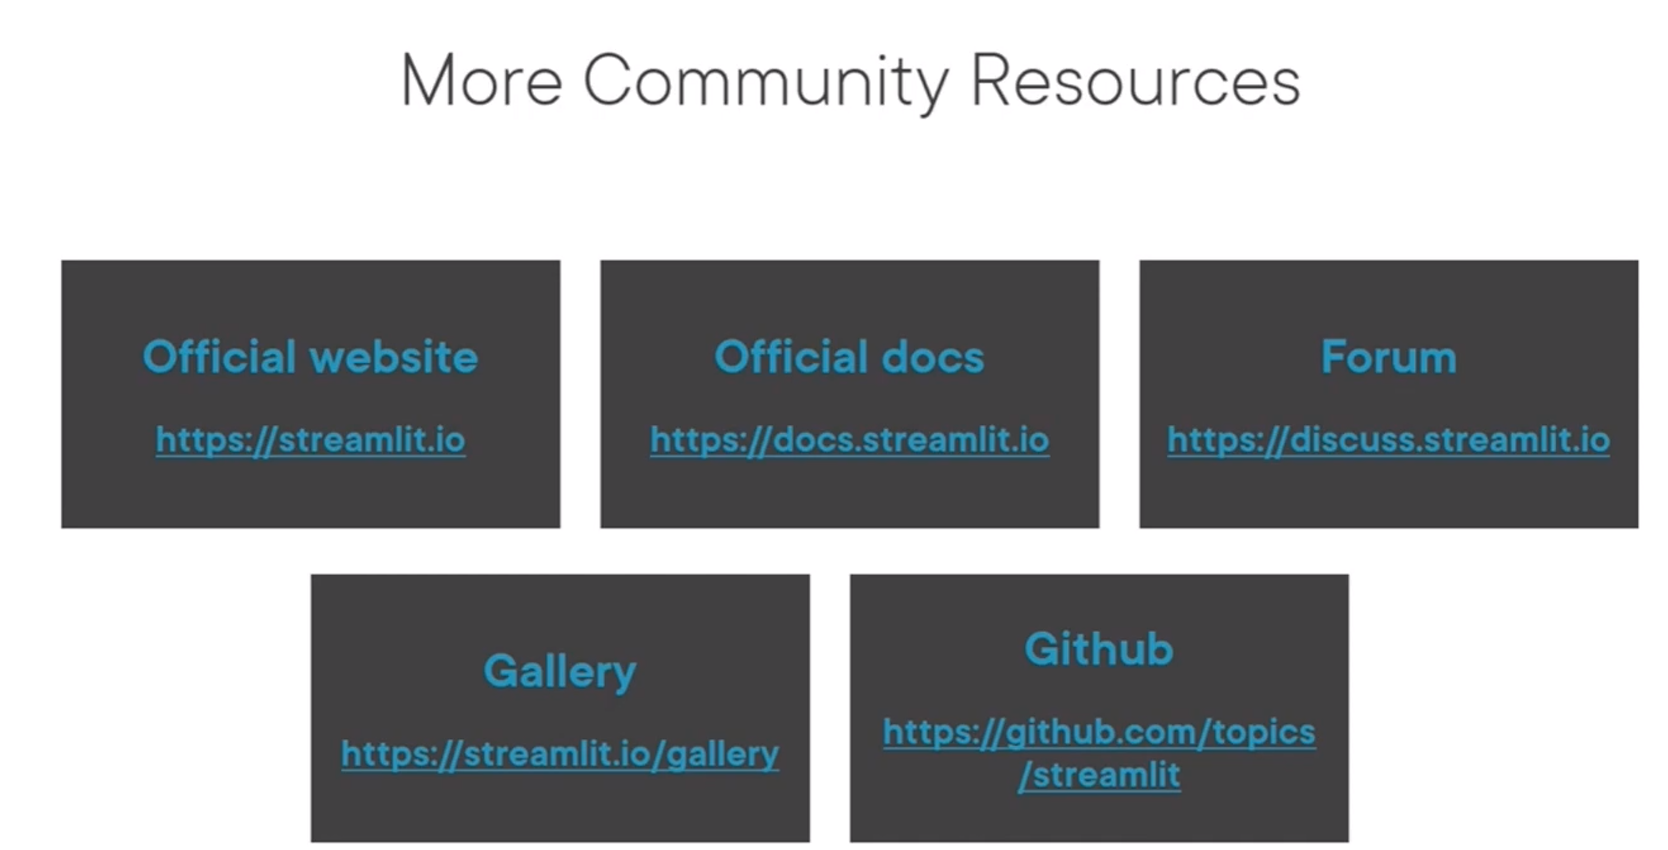 More Community Resources
Official website
https://streamlit.io
Official docs
https://docs.streamlit.io
Forum
https://discuss.streamlit.io
Gallery
https://streamlit.io/gallery
Github
https://github.com/topics
/streamlit